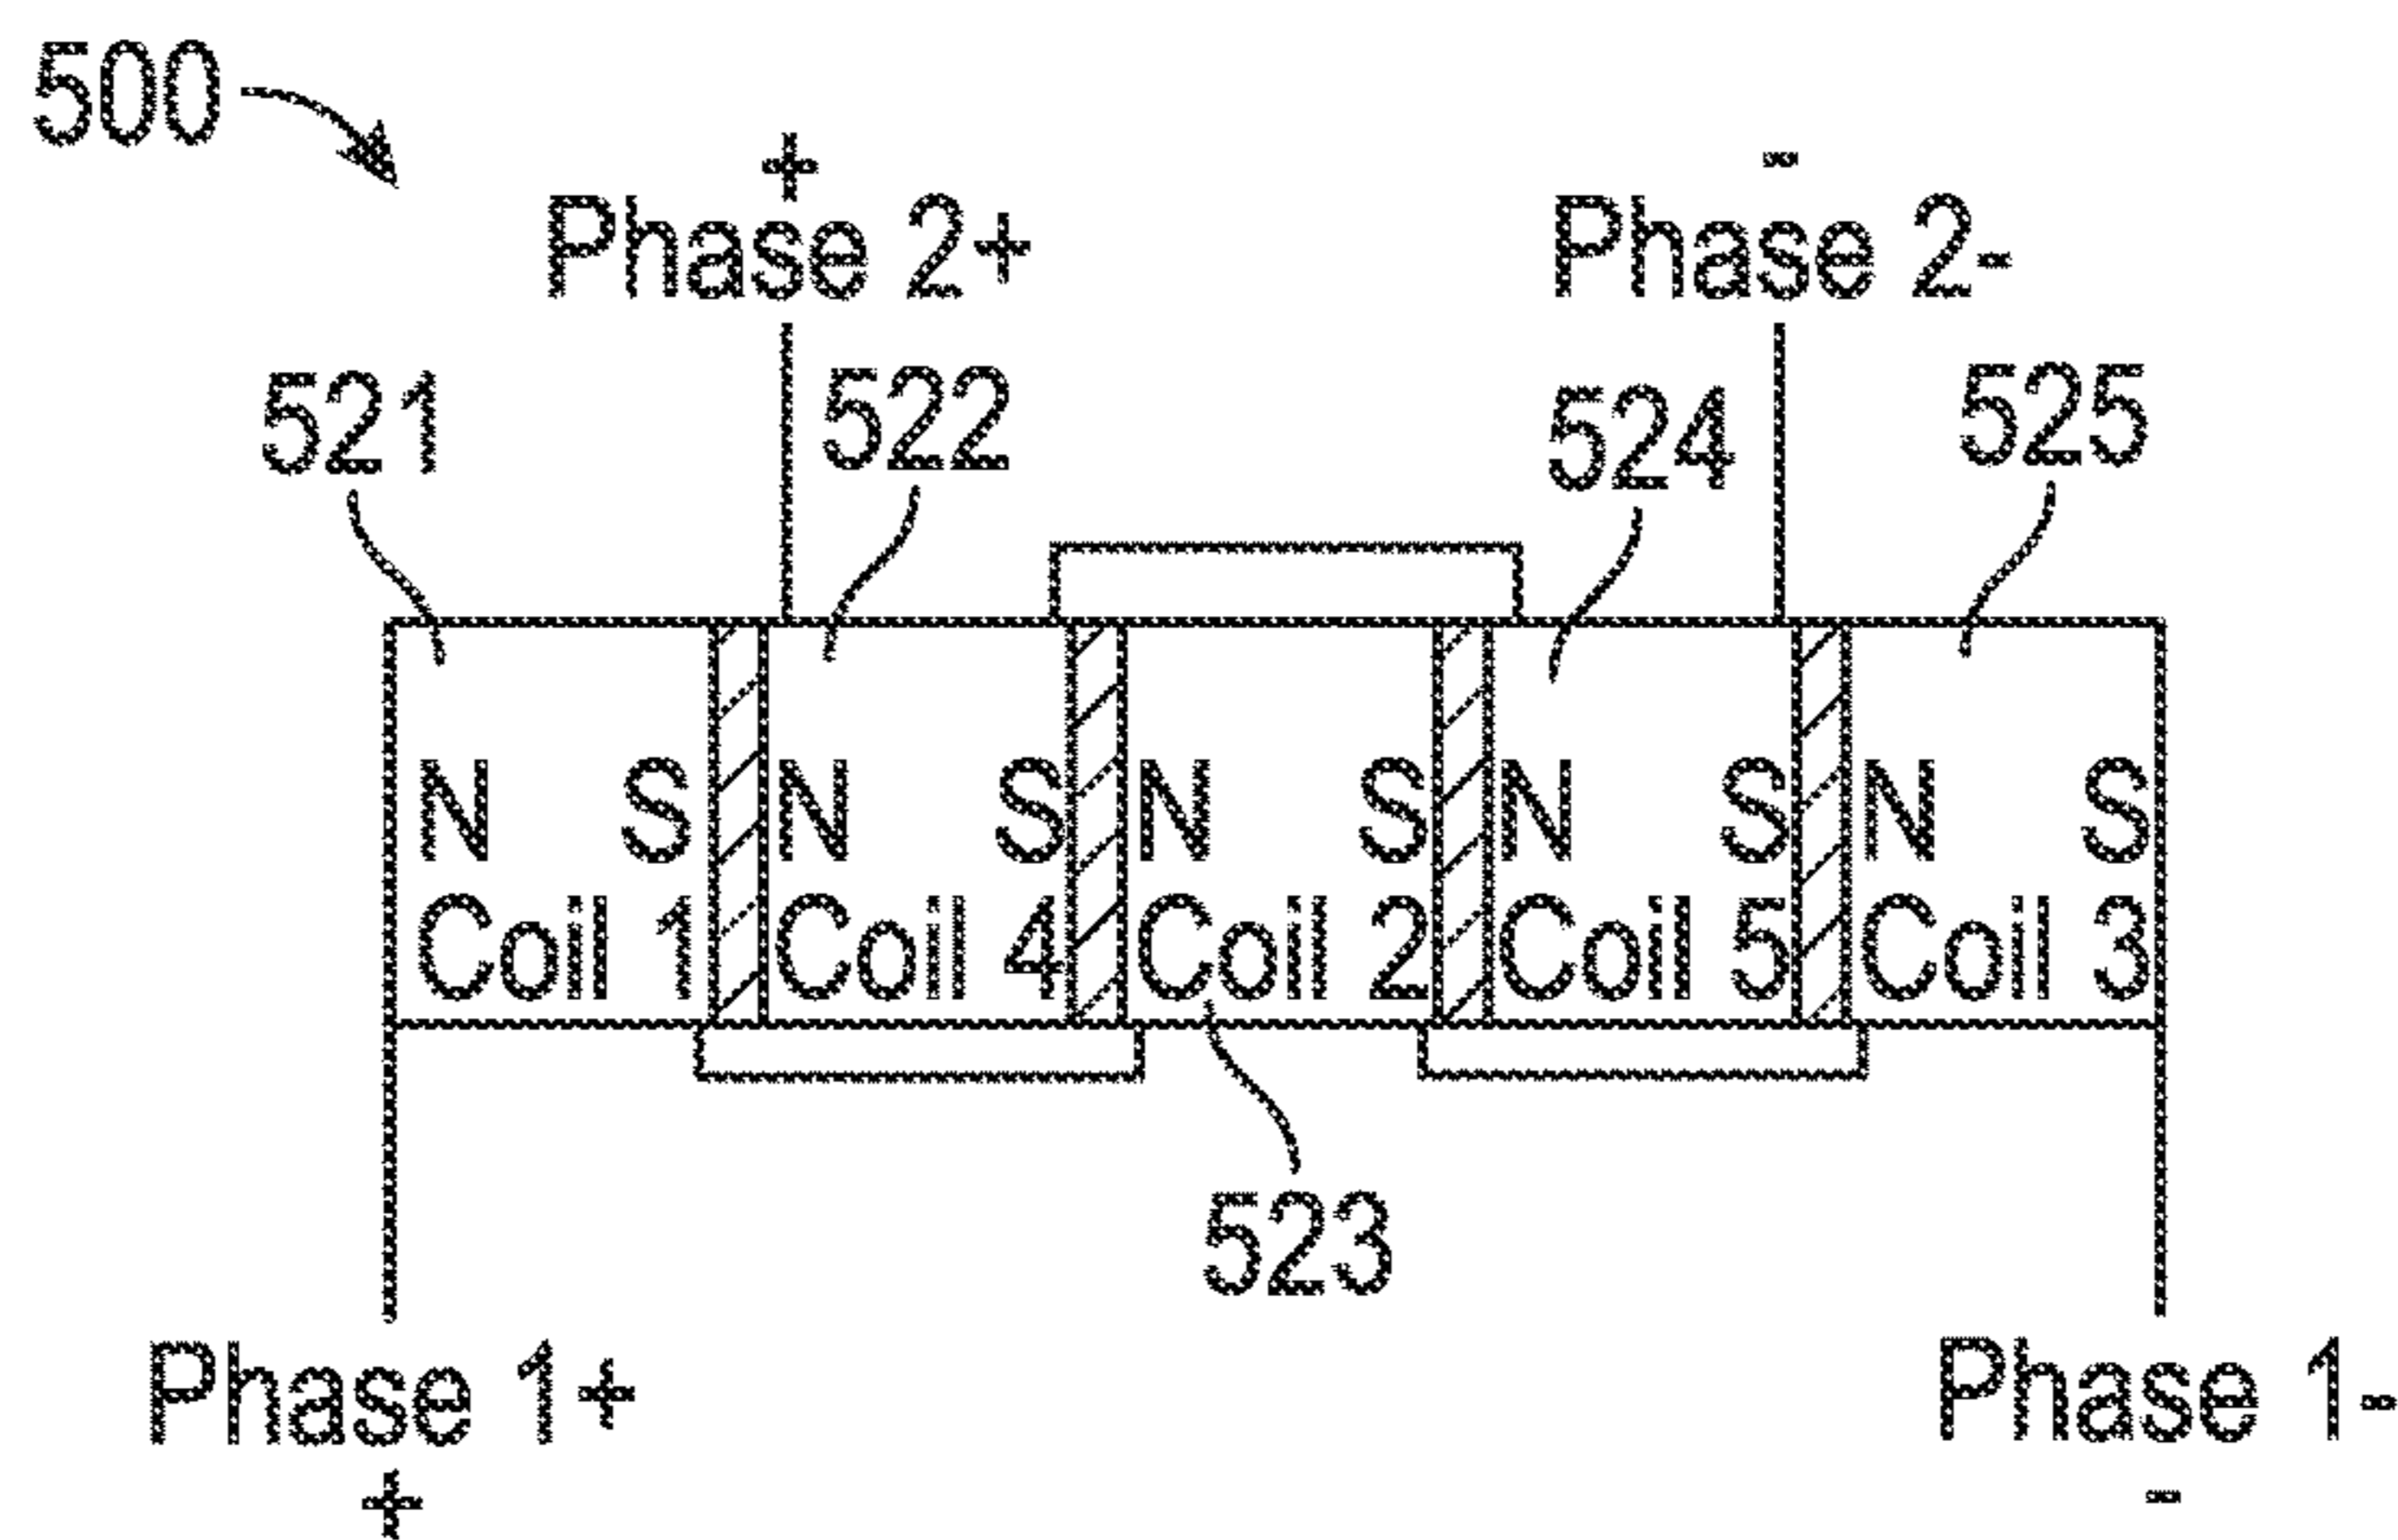 500
+ -
Phase 2+ Phase 2-
521 522 524 525
N S N S N S N S N S
Coil 1 Coil 4 Coil 2 Coil 5 Coil 3
523
Phase 1+ Phase 1-
+ -